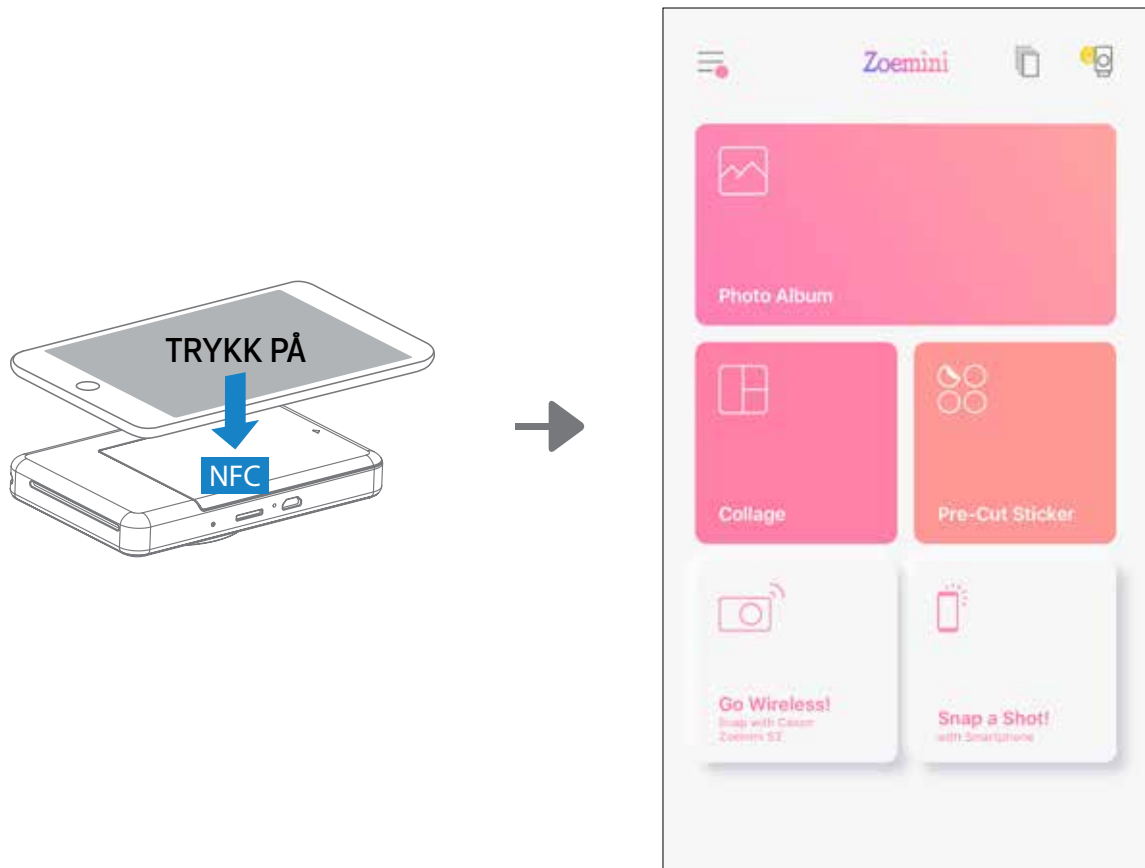 TRYKK PÅ
NFC
Zoemini
Photo Album
Collage
Pre-Cut Sticker
Go Wireless!
Snap with Canon
Zoemini S2
Snap a Shot!
with Smartphone